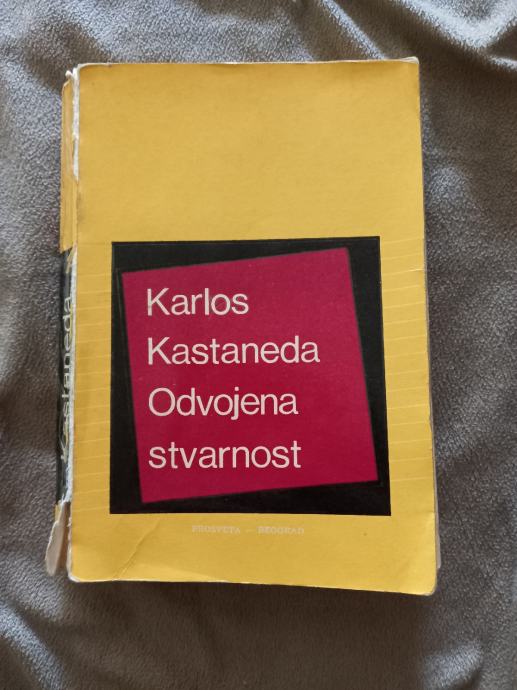 Karlos
Kastaneda
Odvojena
stvarnost
PROSVETA — BEOGRAD
Kastaneda